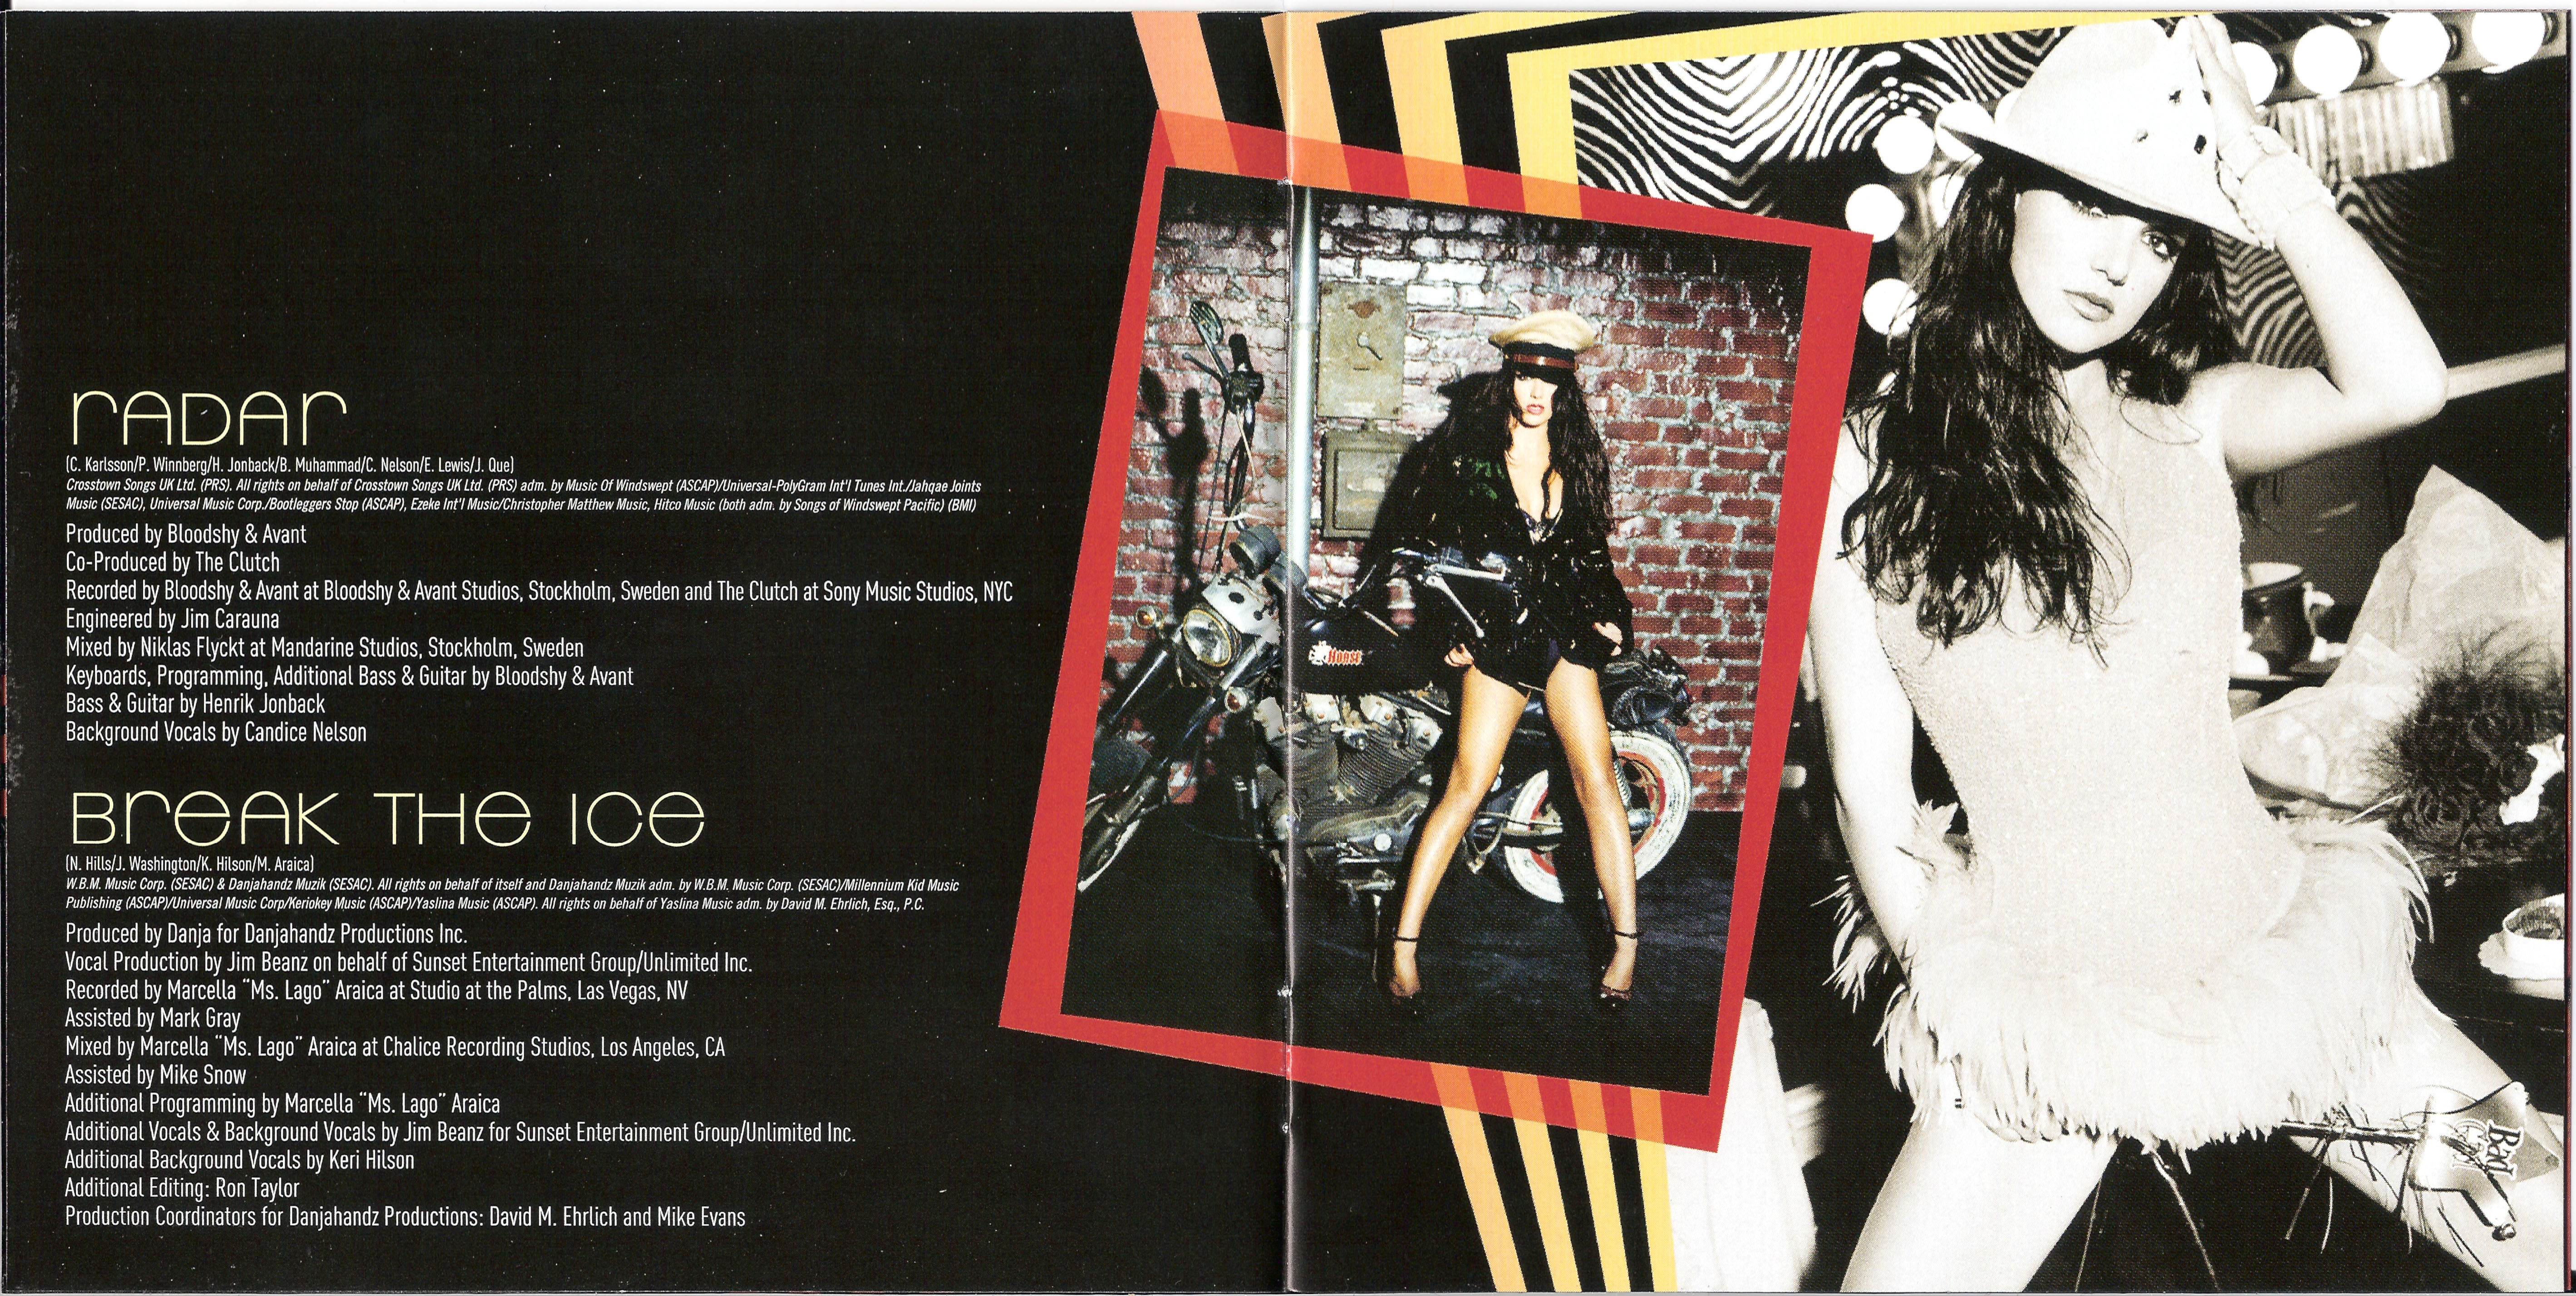 rADAr
(C. Karlsson/P. Winnberg/H. Jonback/B. Muhammad/C. Nelson/E. Lewis/J. Que)
Crosstown Songs UK Ltd. (PRS). All rights on behalf of Crosstown Songs UK Ltd. (PRS) adm. by Music Of Windswept (ASCAP)/Universal-PolyGram Int'l Tunes Int./Jahqae Joints
Music (SESAC), Universal Music Corp./Bootleggers Stop (ASCAP), Ezeke Int'l Music/Christopher Matthew Music, Hitco Music (both adm. by Songs of Windswept Pacific) (BMI)
Produced by Bloodshy & Avant
Co-Produced by The Clutch
Recorded by Bloodshy & Avant at Bloodshy & Avant Studios, Stockholm, Sweden and The Clutch at Sony Music Studios, NYC
Engineered by Jim Carauna
Mixed by Niklas Flyckt at Mandarine Studios, Stockholm, Sweden
Keyboards, Programming, Additional Bass & Guitar by Bloodshy & Avant
Bass & Guitar by Henrik Jonback
Background Vocals by Candice Nelson
BreAK THe ICe
(N. Hills/J. Washington/K. Hilson/M. Araica)
W.B.M. Music Corp. (SESAC) & Danjahandz Muzik (SESAC). All rights on behalf of itself and Danjahandz Muzik adm. by W.B.M. Music Corp. (SESAC)/Millennium Kid Music
Publishing (ASCAP)/Universal Music Corp/Keriokey Music (ASCAP)/Yaslina Music (ASCAP). All rights on behalf of Yaslina Music adm. by David M. Ehrlich, Esq., P.C.
Produced by Danja for Danjahandz Productions Inc.
Vocal Production by Jim Beanz on behalf of Sunset Entertainment Group/Unlimited Inc.
Recorded by Marcella "Ms. Lago" Araica at Studio at the Palms, Las Vegas, NV
Assisted by Mark Gray
Mixed by Marcella "Ms. Lago" Araica at Chalice Recording Studios, Los Angeles, CA
Assisted by Mike Snow
Additional Programming by Marcella "Ms. Lago" Araica
Additional Vocals & Background Vocals by Jim Beanz for Sunset Entertainment Group/Unlimited Inc.
Additional Background Vocals by Keri Hilson
Additional Editing: Ron Taylor
Production Coordinators for Danjahandz Productions: David M. Ehrlich and Mike Evans
Horse
Bad